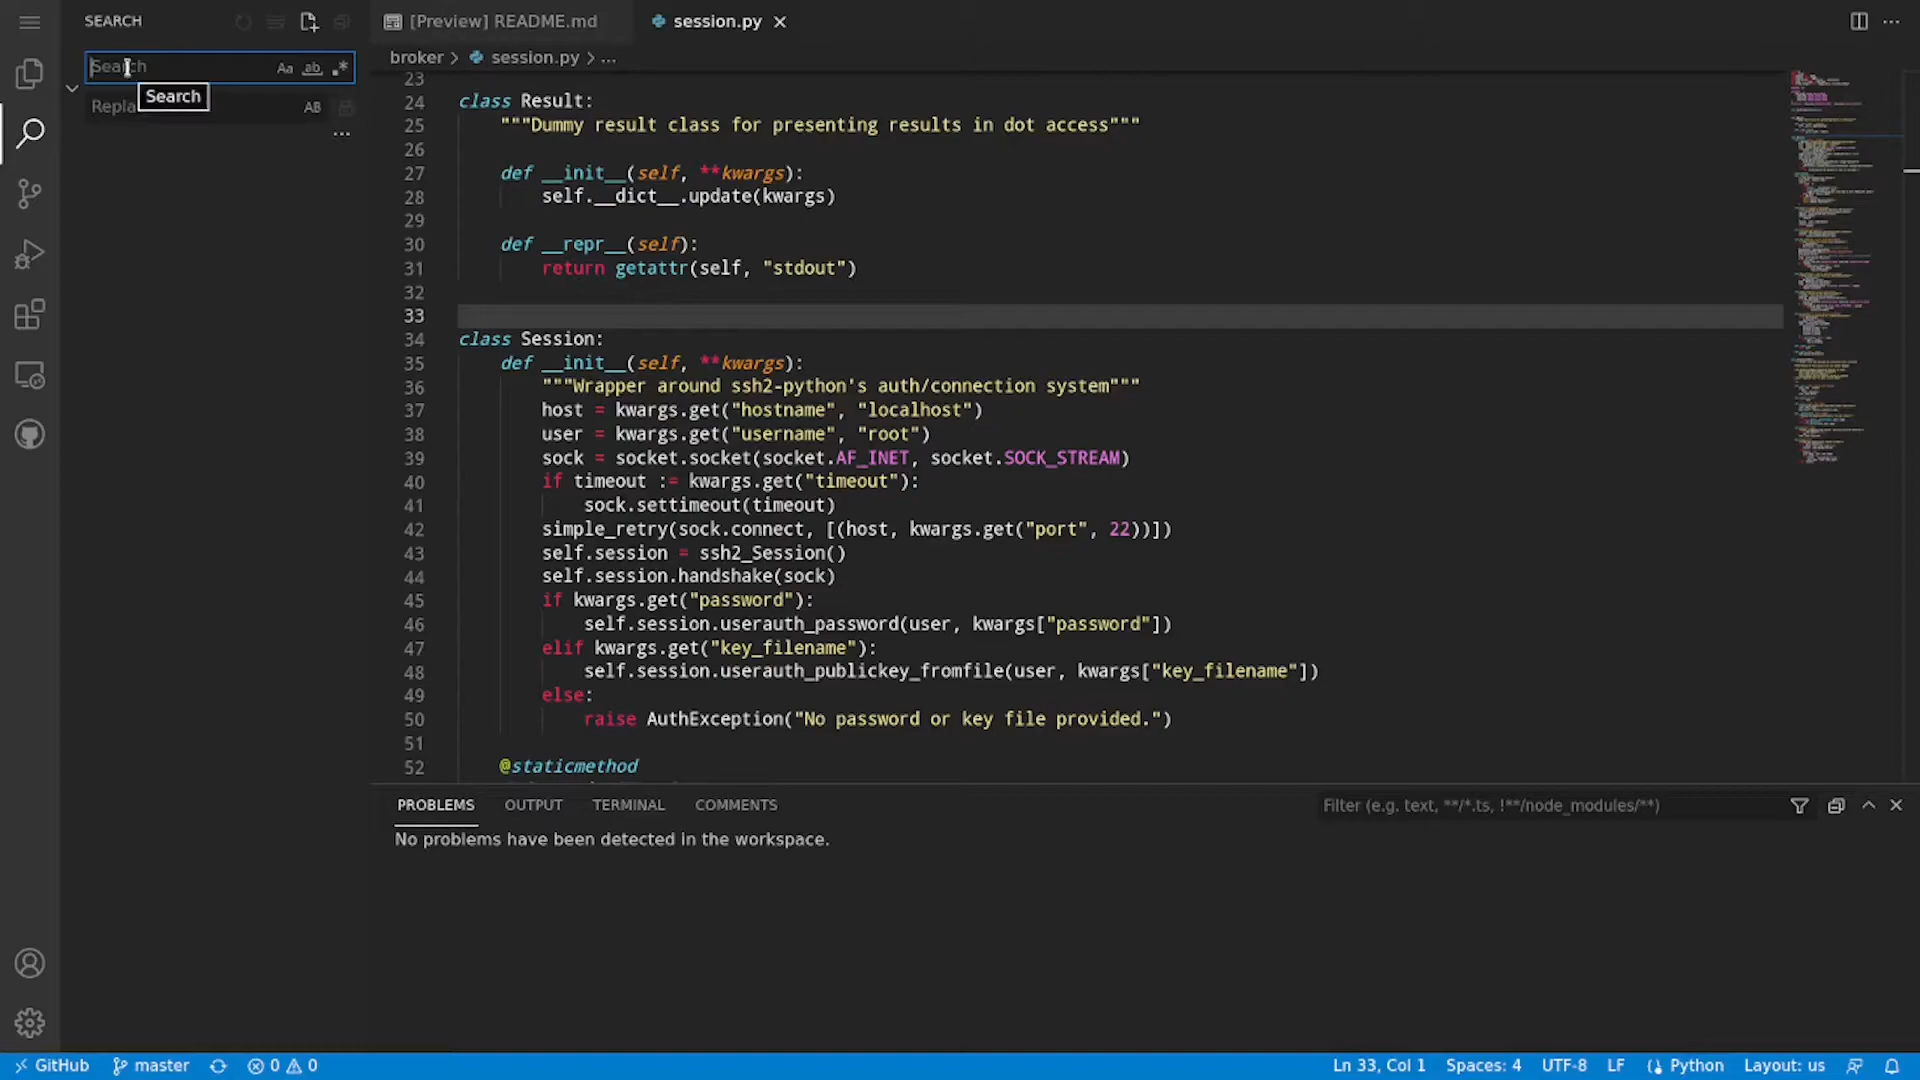 SEARCH
[Preview] README.md
session.py
Search
Aa
ab
.*
Search
Repla
AB
broker > session.py > ...
23
24 class Result:
25 """Dummy result class for presenting results in dot access"""
26
27 def __init__(self, **kwargs):
28 self.__dict__.update(kwargs)
29
30 def __repr__(self):
31 return getattr(self, "stdout")
32
33
34 class Session:
35 def __init__(self, **kwargs):
36 """Wrapper around ssh2-python's auth/connection system"""
37 host = kwargs.get("hostname", "localhost")
38 user = kwargs.get("username", "root")
39 sock = socket.socket(socket.AF_INET, socket.SOCK_STREAM)
40 if timeout := kwargs.get("timeout"):
41 sock.settimeout(timeout)
42 simple_retry(sock.connect, [(host, kwargs.get("port", 22))])
43 self.session = ssh2_Session()
44 self.session.handshake(sock)
45 if kwargs.get("password"):
46 self.session.userauth_password(user, kwargs["password"])
47 elif kwargs.get("key_filename"):
48 self.session.userauth_publickey_fromfile(user, kwargs["key_filename"])
49 else:
50 raise AuthException("No password or key file provided.")
51
52 @staticmethod
PROBLEMS OUTPUT TERMINAL COMMENTS
Filter (e.g. text, **/*.ts, !**/node_modules/**)
No problems have been detected in the workspace.
GitHub master 0 0
Ln 33, Col 1 Spaces: 4 UTF-8 LF Python Layout: us